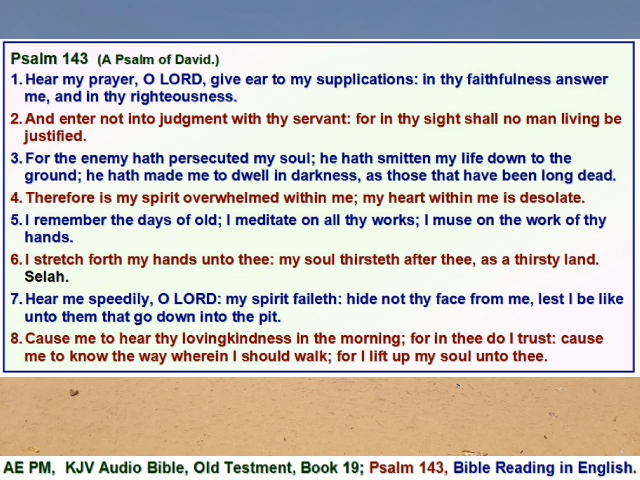 Psalm 143 (A Psalm of David.)
1. Hear my prayer, O LORD, give ear to my supplications: in thy faithfulness answer
me, and in thy righteousness.
2. And enter not into judgment with thy servant: for in thy sight shall no man living be
justified.
3. For the enemy hath persecuted my soul; he hath smitten my life down to the
ground; he hath made me to dwell in darkness, as those that have been long dead.
4. Therefore is my spirit overwhelmed within me; my heart within me is desolate.
5. I remember the days of old; I meditate on all thy works; I muse on the work of thy
hands.
6. I stretch forth my hands unto thee: my soul thirsteth after thee, as a thirsty land.
Selah.
7. Hear me speedily, O LORD: my spirit faileth: hide not thy face from me, lest I be like
unto them that go down into the pit.
8. Cause me to hear thy lovingkindness in the morning; for in thee do I trust: cause
me to know the way wherein I should walk; for I lift up my soul unto thee.
AE PM, KJV Audio Bible, Old Testment, Book 19; Psalm 143, Bible Reading in English.